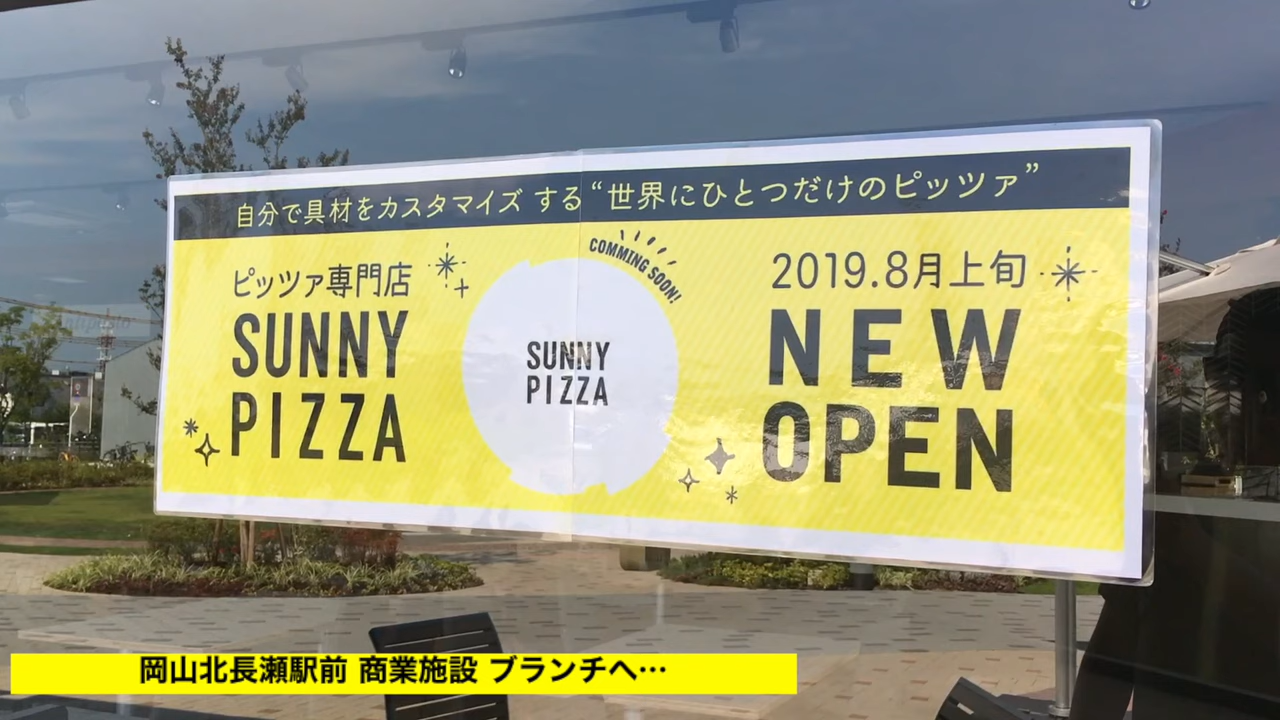 自分で具材をカスタマイズ する“世界にひとつだけのピッツァ”
ピッツァ専門店
SUNNY
PIZZA
COMMING SOON!
SUNNY
PIZZA
2019.8月上旬
NEW
OPEN
antipasto
岡山北長瀬駅前 商業施設 ブランチへ…